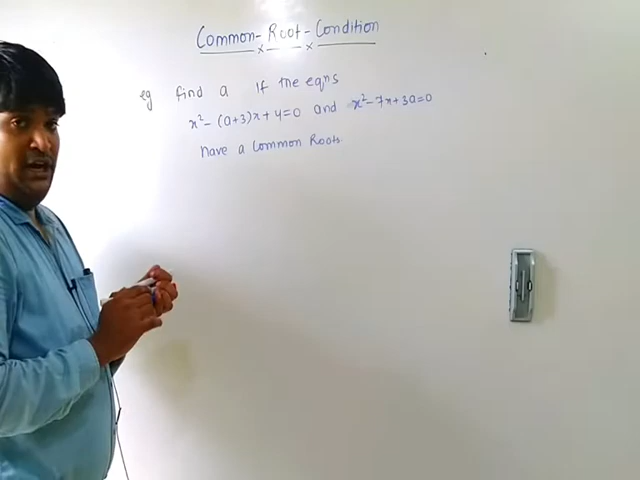 Common-Root-Condition
eg find a if the eqns
x²-(a+3)x+4=0 and x²-7x+3a=0
have a Common Roots